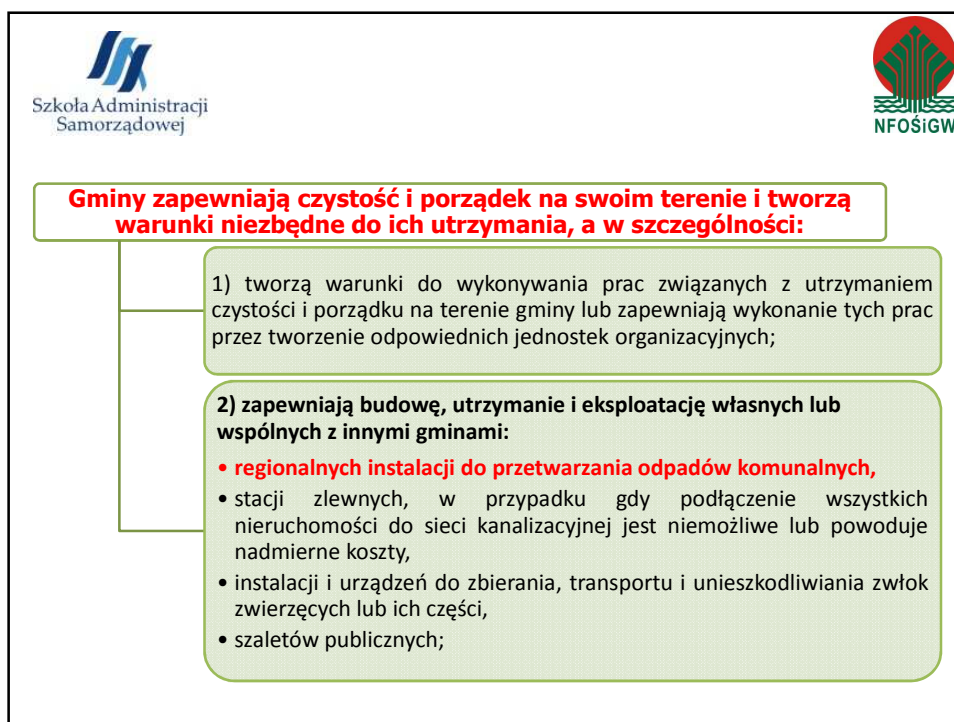 Szkoła Administracji
Samorządowej
NFOŚiGW
Gminy zapewniają czystość i porządek na swoim terenie i tworzą
warunki niezbędne do ich utrzymania, a w szczególności:
1) tworzą warunki do wykonywania prac związanych z utrzymaniem
czystości i porządku na terenie gminy lub zapewniają wykonanie tych prac
przez tworzenie odpowiednich jednostek organizacyjnych;
2) zapewniają budowę, utrzymanie i eksploatację własnych lub
wspólnych z innymi gminami:
• regionalnych instalacji do przetwarzania odpadów komunalnych,
• stacji zlewnych, w przypadku gdy podłączenie wszystkich
nieruchomości do sieci kanalizacyjnej jest niemożliwe lub powoduje
nadmierne koszty,
• instalacji i urządzeń do zbierania, transportu i unieszkodliwiania zwłok
zwierzęcych lub ich części,
• szaletów publicznych;